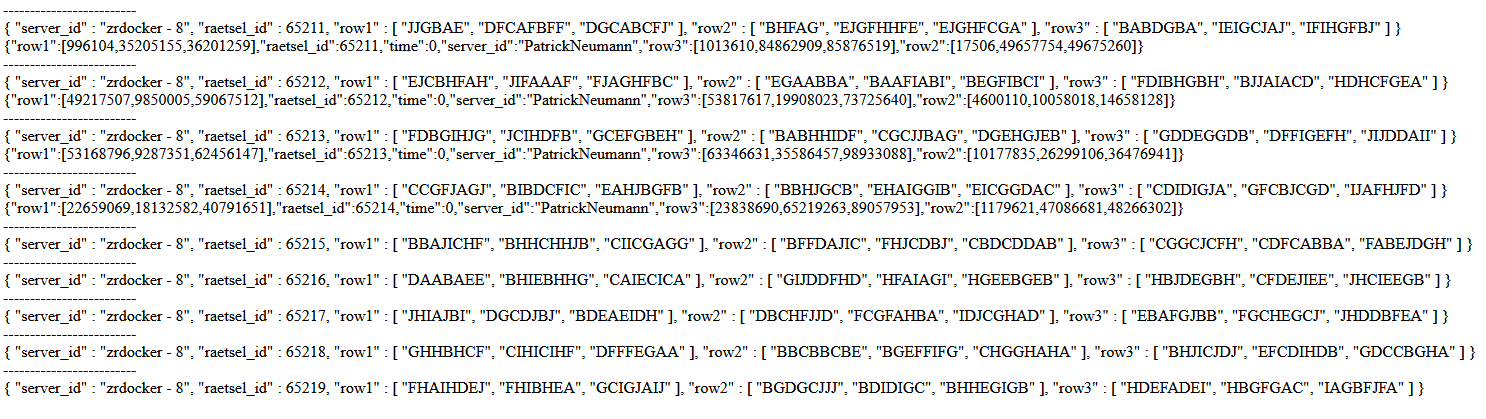 -------------------------
{ "server_id" : "zrdocker - 8", "raetsel_id" : 65211, "row1" : [ "JJGBAE", "DFCAFBFF", "DGCABCFJ" ], "row2" : [ "BHFAG", "EJGFHHFE", "EJGHFCGA" ], "row3" : [ "BABDGBA", "IEIGCJAJ", "IFIHGFBJ" ] }
{"row1":[996104,35205155,36201259],"raetsel_id":65211,"time":0,"server_id":"PatrickNeumann","row3":[1013610,84862909,85876519],"row2":[17506,49657754,49675260]}
-------------------------
{ "server_id" : "zrdocker - 8", "raetsel_id" : 65212, "row1" : [ "EJCBHFAH", "JIFAAAF", "FJAGHFBC" ], "row2" : [ "EGAABBA", "BAAFIABI", "BEGFIBCI" ], "row3" : [ "FDIBHGBH", "BJJAIACD", "HDHCFGEA" ] }
{"row1":[49217507,9850005,59067512],"raetsel_id":65212,"time":0,"server_id":"PatrickNeumann","row3":[53817617,19908023,73725640],"row2":[4600110,10058018,14658128]}
-------------------------
{ "server_id" : "zrdocker - 8", "raetsel_id" : 65213, "row1" : [ "FDBGIHJG", "JCIHDFB", "GCEFGBEH" ], "row2" : [ "BABHHIDF", "CGCJJBAG", "DGEHGJEB" ], "row3" : [ "GDDEGGDB", "DFFIGEFH", "JIJDDAII" ] }
{"row1":[53168796,9287351,62456147],"raetsel_id":65213,"time":0,"server_id":"PatrickNeumann","row3":[63346631,35586457,98933088],"row2":[10177835,26299106,36476941]}
-------------------------
{ "server_id" : "zrdocker - 8", "raetsel_id" : 65214, "row1" : [ "CCGFJAGJ", "BIBDCFIC", "EAHJBGFB" ], "row2" : [ "BBHJGCB", "EHAIGGIB", "EICGGDAC" ], "row3" : [ "CDIDIGJA", "GFCBJCGD", "IJAFHJFD" ] }
{"row1":[22659069,18132582,40791651],"raetsel_id":65214,"time":0,"server_id":"PatrickNeumann","row3":[23838690,65219263,89057953],"row2":[1179621,47086681,48266302]}
-------------------------
{ "server_id" : "zrdocker - 8", "raetsel_id" : 65215, "row1" : [ "BBAJICHF", "BHHCHHJB", "CIICGAGG" ], "row2" : [ "BFFDAJIC", "FHJCDBJ", "CBDCDDAB" ], "row3" : [ "CGGCJCFH", "CDFCABBA", "FABEJDGH" ] }
-------------------------
{ "server_id" : "zrdocker - 8", "raetsel_id" : 65216, "row1" : [ "DAABAEE", "BHIEBHHG", "CAIECICA" ], "row2" : [ "GIJDDFHD", "HFAIAGI", "HGEEBGEB" ], "row3" : [ "HBJDEGBH", "CFDEJIEE", "JHCIEEGB" ] }
-------------------------
{ "server_id" : "zrdocker - 8", "raetsel_id" : 65217, "row1" : [ "JHIAJBI", "DGCDJBJ", "BDEAEIDH" ], "row2" : [ "DBCHFJJD", "FCGFAHBA", "IDJCGHAD" ], "row3" : [ "EBAFGJBB", "FGCHEGCJ", "JHDDBFEA" ] }
-------------------------
{ "server_id" : "zrdocker - 8", "raetsel_id" : 65218, "row1" : [ "GHHBHCF", "CIHICIHF", "DFFFEGAA" ], "row2" : [ "BBCBBCBE", "BGEFFIFG", "CHGGHAHA" ], "row3" : [ "BHJICJDJ", "EFCDIHDB", "GDCCBGHA" ] }
-------------------------
{ "server_id" : "zrdocker - 8", "raetsel_id" : 65219, "row1" : [ "FHAIHDEJ", "FHIBHEA", "GCIGJAIJ" ], "row2" : [ "BGDGCJJJ", "BDIDIGC", "BHHEGIGB" ], "row3" : [ "HDEFADEI", "HBGFGAC", "IAGBFJFA" ] }